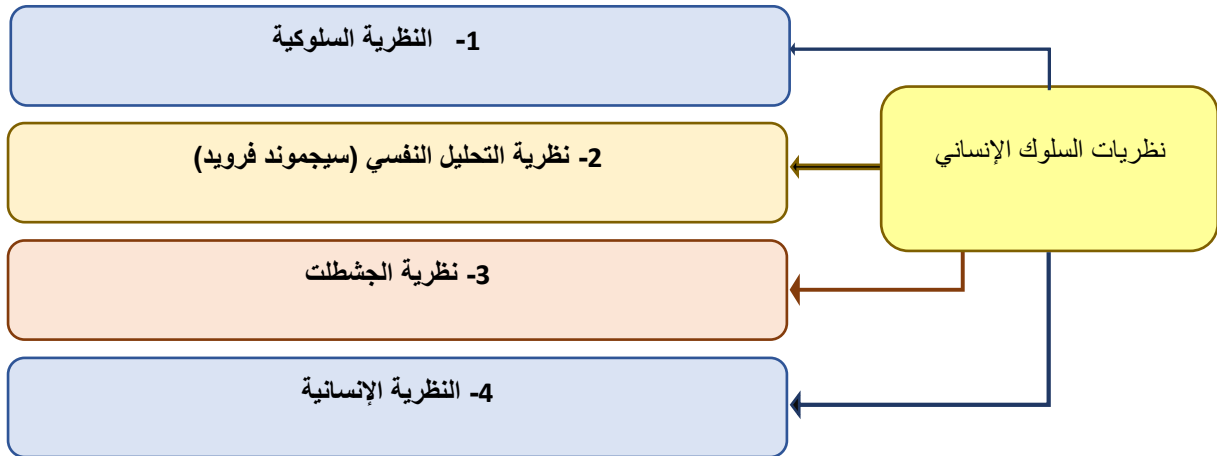 نظريات السلوك الإنساني
1- النظرية السلوكية
2- نظرية التحليل النفسي (سيجموند فرويد)
3- نظرية الجشطلت
4- النظرية الإنسانية